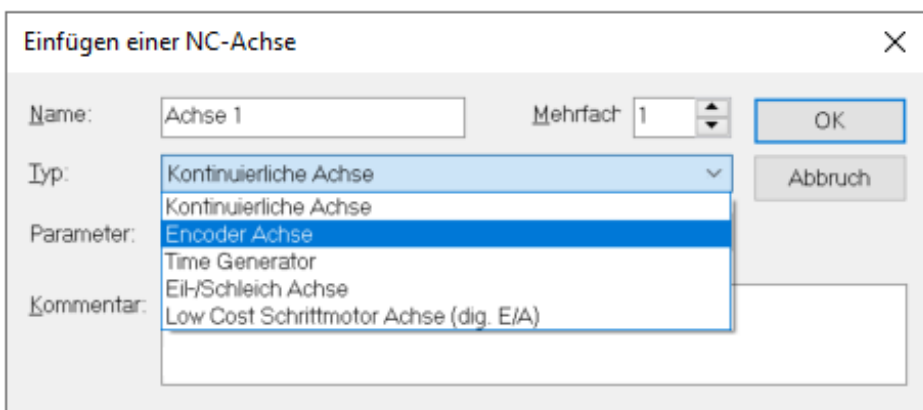 Einfügen einer NC-Achse
Name: Achse 1 Mehrfach 1 OK
Typ: Kontinuierliche Achse Abbruch
Kontinuierliche Achse
Parameter: Encoder Achse
Time Generator
Eil-/Schleich Achse
Kommentar: Low Cost Schrittmotor Achse (dig. E/A)